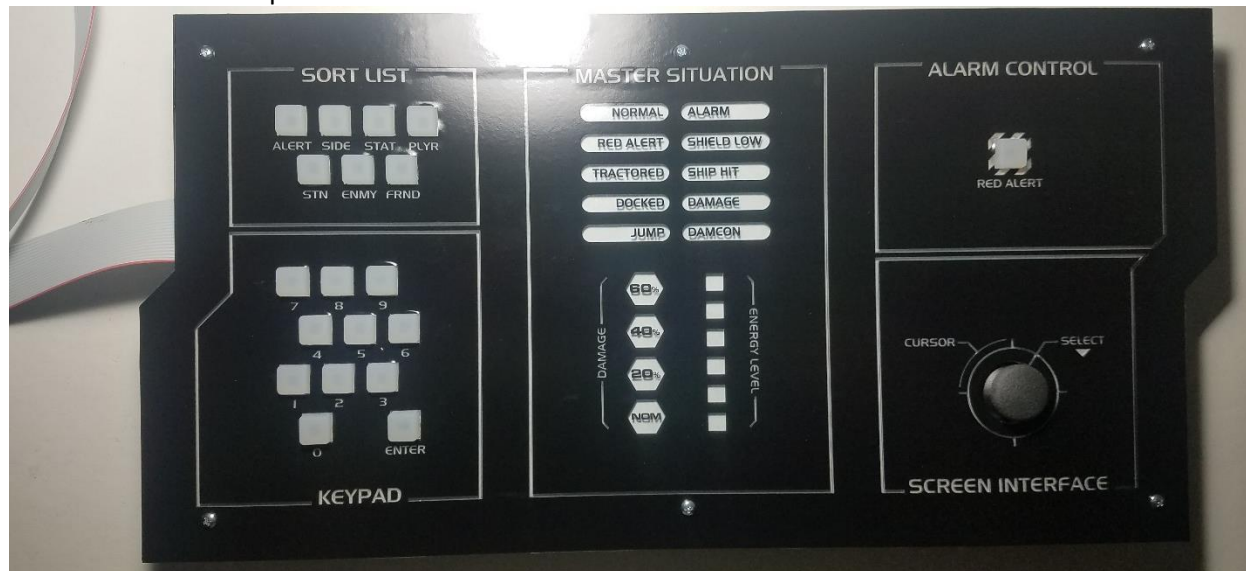 SORT LIST
ALERT SIDE STAT PLYR
STN ENMY FRND
7 8 9
4 5 6
1 2 3
0 ENTER
KEYPAD
MASTER SITUATION
NORMAL ALARM
RED ALERT SHIELD LOW
TRACTORED SHIP HIT
DOCKED DAMAGE
JUMP DAMCON
DAMAGE
60%
40%
20%
NOM
ENERGY LEVEL
ALARM CONTROL
RED ALERT
CURSOR SELECT
SCREEN INTERFACE